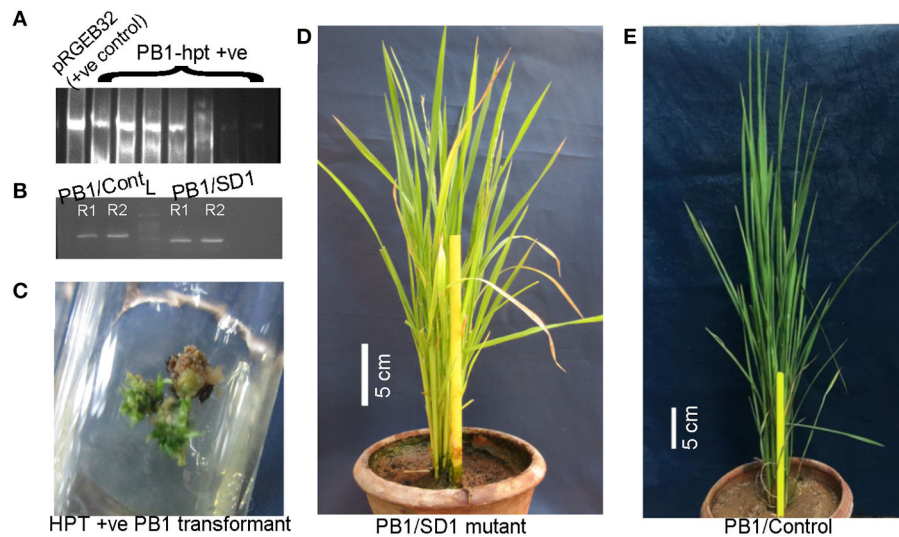 A
pRGEB32
(+ve control)
PB1-hpt +ve
B
PB1/Cont L PB1/SD1
R1 R2 R1 R2
C
HPT +ve PB1 transformant
D
5 cm
PB1/SD1 mutant
E
5 cm
PB1/Control